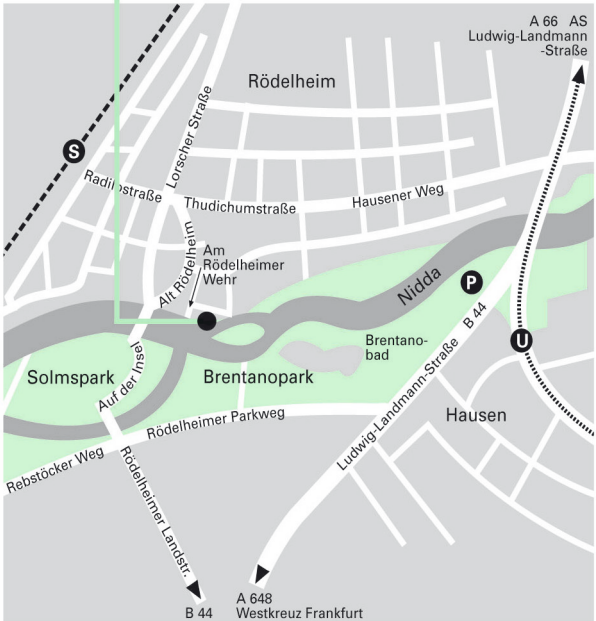 A 66 AS
Ludwig-Landmann
-Straße
Rödelheim
Lorscher Straße
S
Thudichumstraße
Hausener Weg
Alt Rödelheim
Am
Rödelheimer
Wehr
Nidda
P
B 44
U
Brentano-
bad
Solmspark
Auf der Insel
Brentanopark
Ludwig-Landmann-Straße
Hausen
Rödelheimer Parkweg
Rebstöcker Weg
Rödelheimer Landstr.
B 44
A 648
Westkreuz Frankfurt